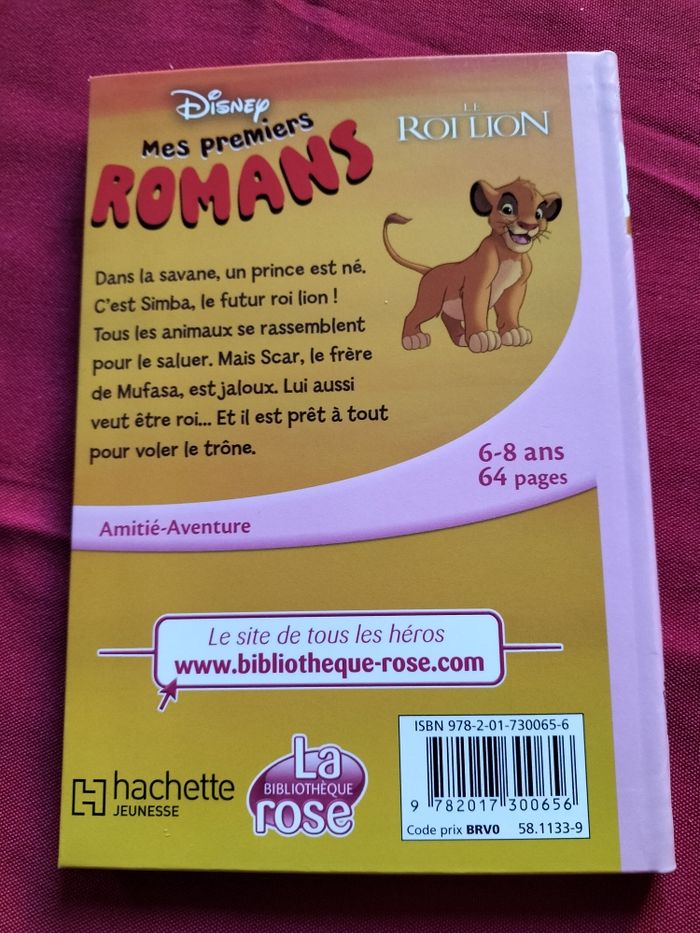 Disney
Mes premiers
ROMANS
LE
ROI LION
Dans la savane, un prince est né.
C'est Simba, le futur roi lion !
Tous les animaux se rassemblent
pour le saluer. Mais Scar, le frère
de Mufasa, est jaloux. Lui aussi
veut être roi... Et il est prêt à tout
pour voler le trône.
6-8 ans
64 pages
Amitié-Aventure
Le site de tous les héros
www.bibliotheque-rose.com
hachette
JEUNESSE
La
BIBLIOTHÈQUE
rose
ISBN 978-2-01-730065-6
9 782017 300656
Code prix BRV0 58.1133-9